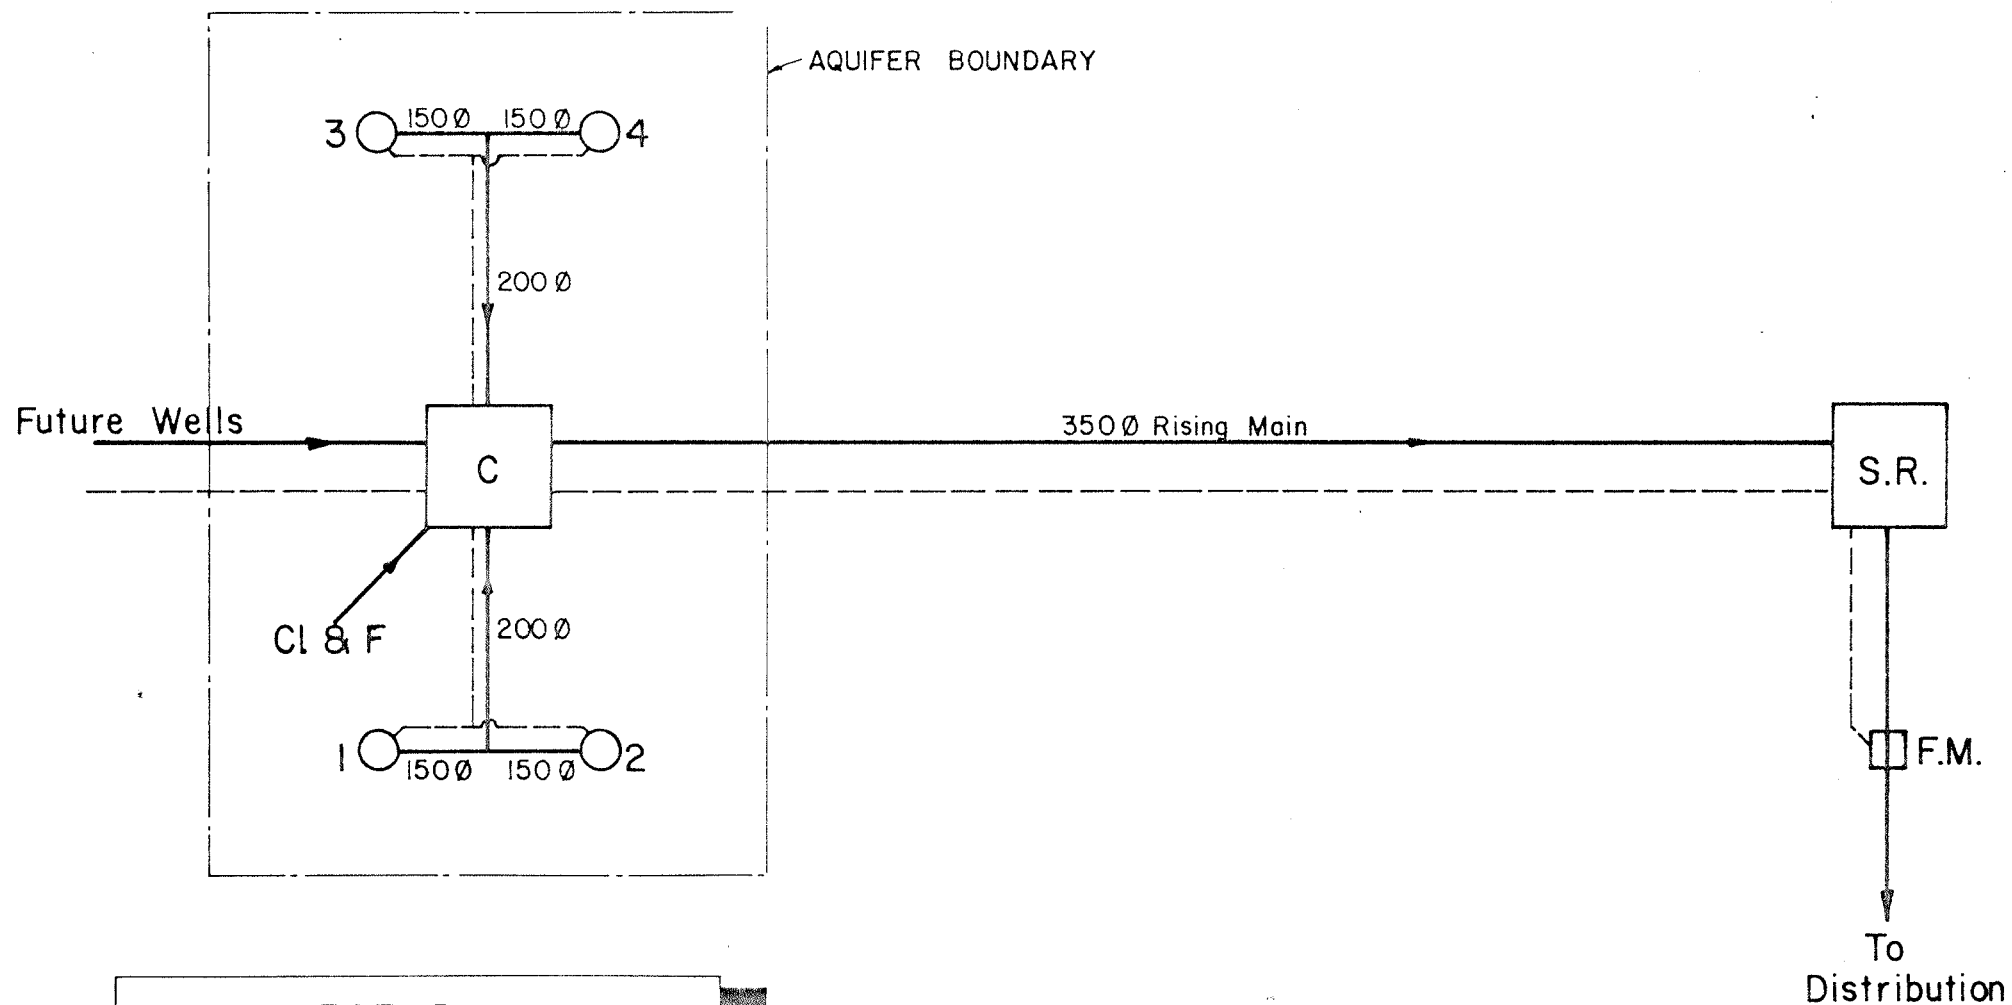 AQUIFER BOUNDARY
3 150Ø 150Ø 4
200Ø
Future Wells
350Ø Rising Main
C
S.R.
Cl & F
200Ø
1 150Ø 150Ø 2
F.M.
To
Distribution